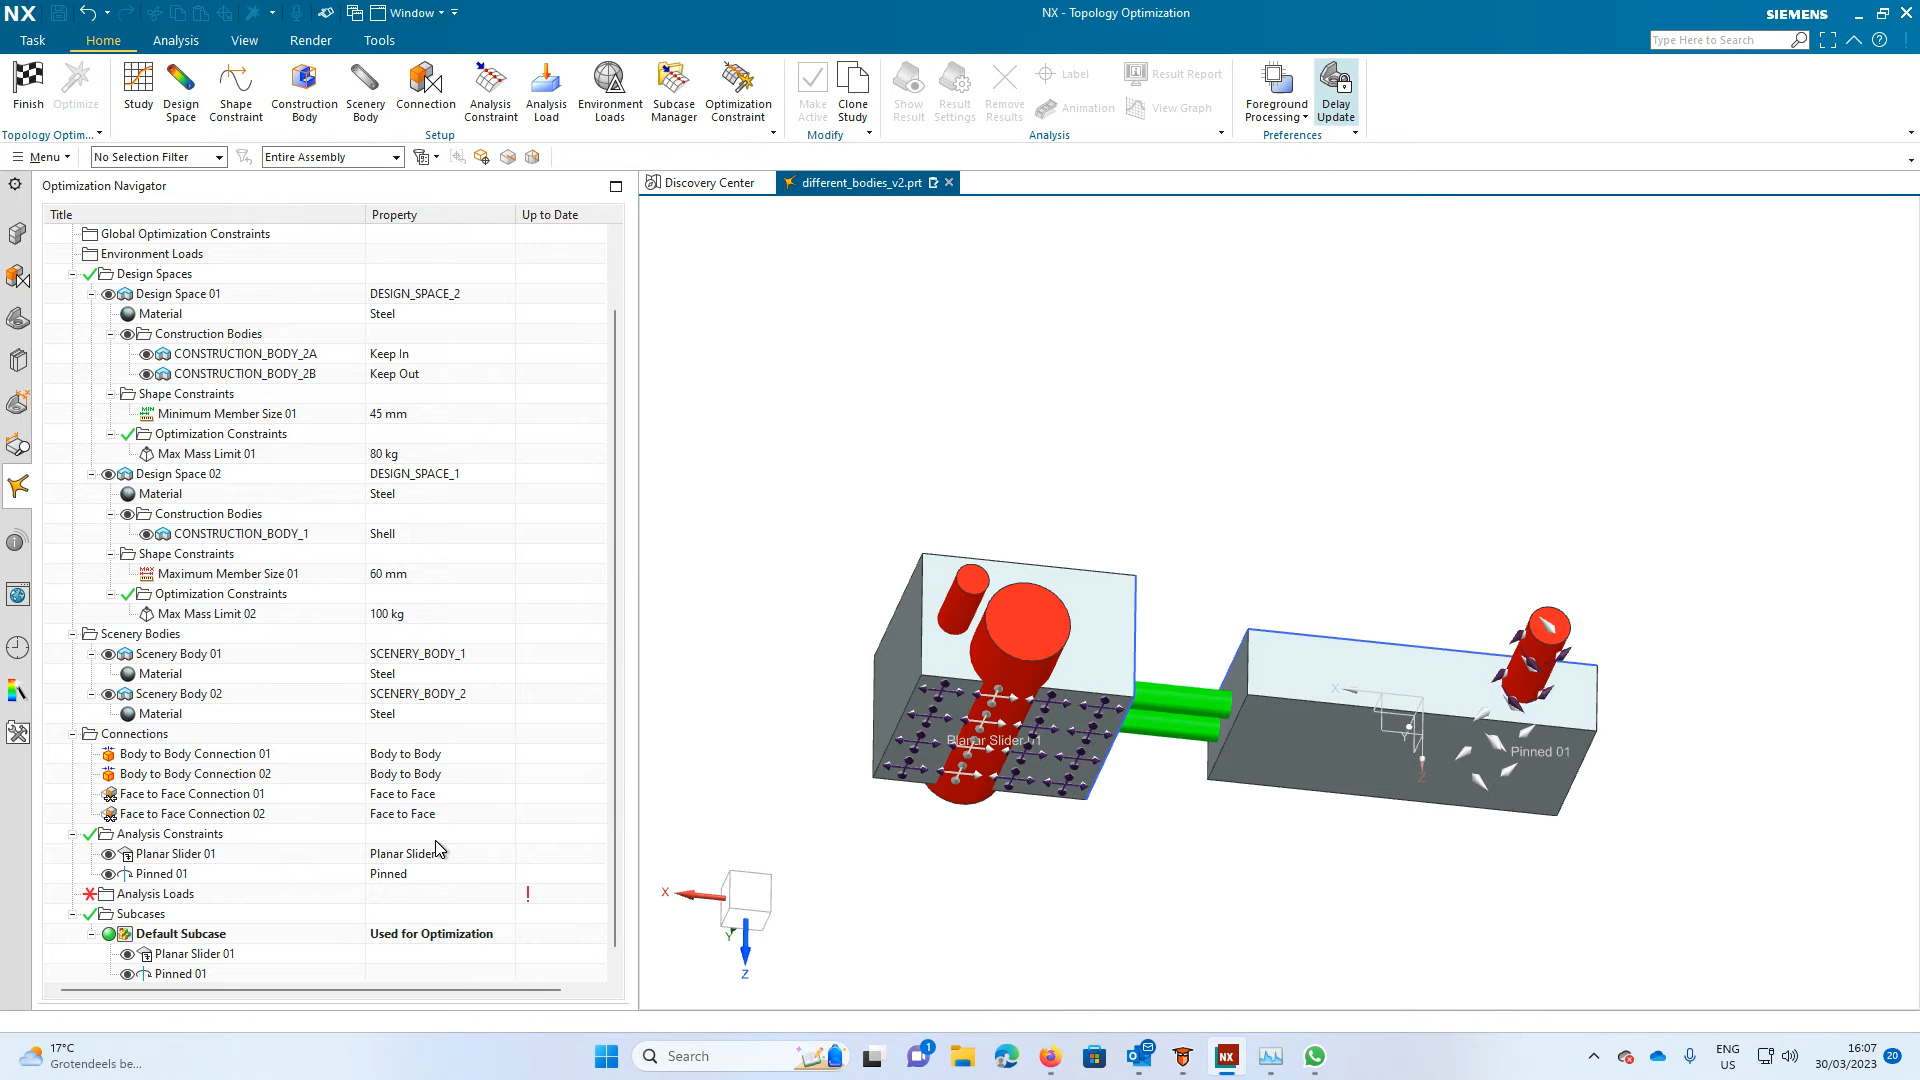 NX
Window
NX - Topology Optimization
SIEMENS
Task
Home
Analysis
View
Render
Tools
Type Here to Search
Finish
Optimize
Study
Design Space
Shape Constraint
Construction Body
Scenery Body
Connection
Analysis Constraint
Analysis Load
Environment Loads
Subcase Manager
Optimization Constraint
Make Active
Clone Study
Show Result
Result Settings
Remove Results
Label
Animation
Result Report
View Graph
Foreground Processing
Delay Update
Topology Optim...
Setup
Modify
Analysis
Preferences
Menu
No Selection Filter
Entire Assembly
Optimization Navigator
Discovery Center
different_bodies_v2.prt
Title Property Up to Date
Global Optimization Constraints
Environment Loads
Design Spaces
Design Space 01 DESIGN_SPACE_2
Material Steel
Construction Bodies
CONSTRUCTION_BODY_2A Keep In
CONSTRUCTION_BODY_2B Keep Out
Shape Constraints
MIN Minimum Member Size 01 45 mm
Optimization Constraints
Max Mass Limit 01 80 kg
Design Space 02 DESIGN_SPACE_1
Material Steel
Construction Bodies
CONSTRUCTION_BODY_1 Shell
Shape Constraints
MAX Maximum Member Size 01 60 mm
Optimization Constraints
Max Mass Limit 02 100 kg
Scenery Bodies
Scenery Body 01 SCENERY_BODY_1
Material Steel
Scenery Body 02 SCENERY_BODY_2
Material Steel
Connections
Body to Body Connection 01 Body to Body
Body to Body Connection 02 Body to Body
Face to Face Connection 01 Face to Face
Face to Face Connection 02 Face to Face
Analysis Constraints
Planar Slider 01 Planar Slider
Pinned 01 Pinned
Analysis Loads !
Subcases
Default Subcase Used for Optimization
Planar Slider 01
Pinned 01
Planar Slider 01
Pinned 01
X
Y
Z
X
Y
Z
17°C
Grotendeels be...
Search
1
NX
ENG
US
16:07
30/03/2023
20